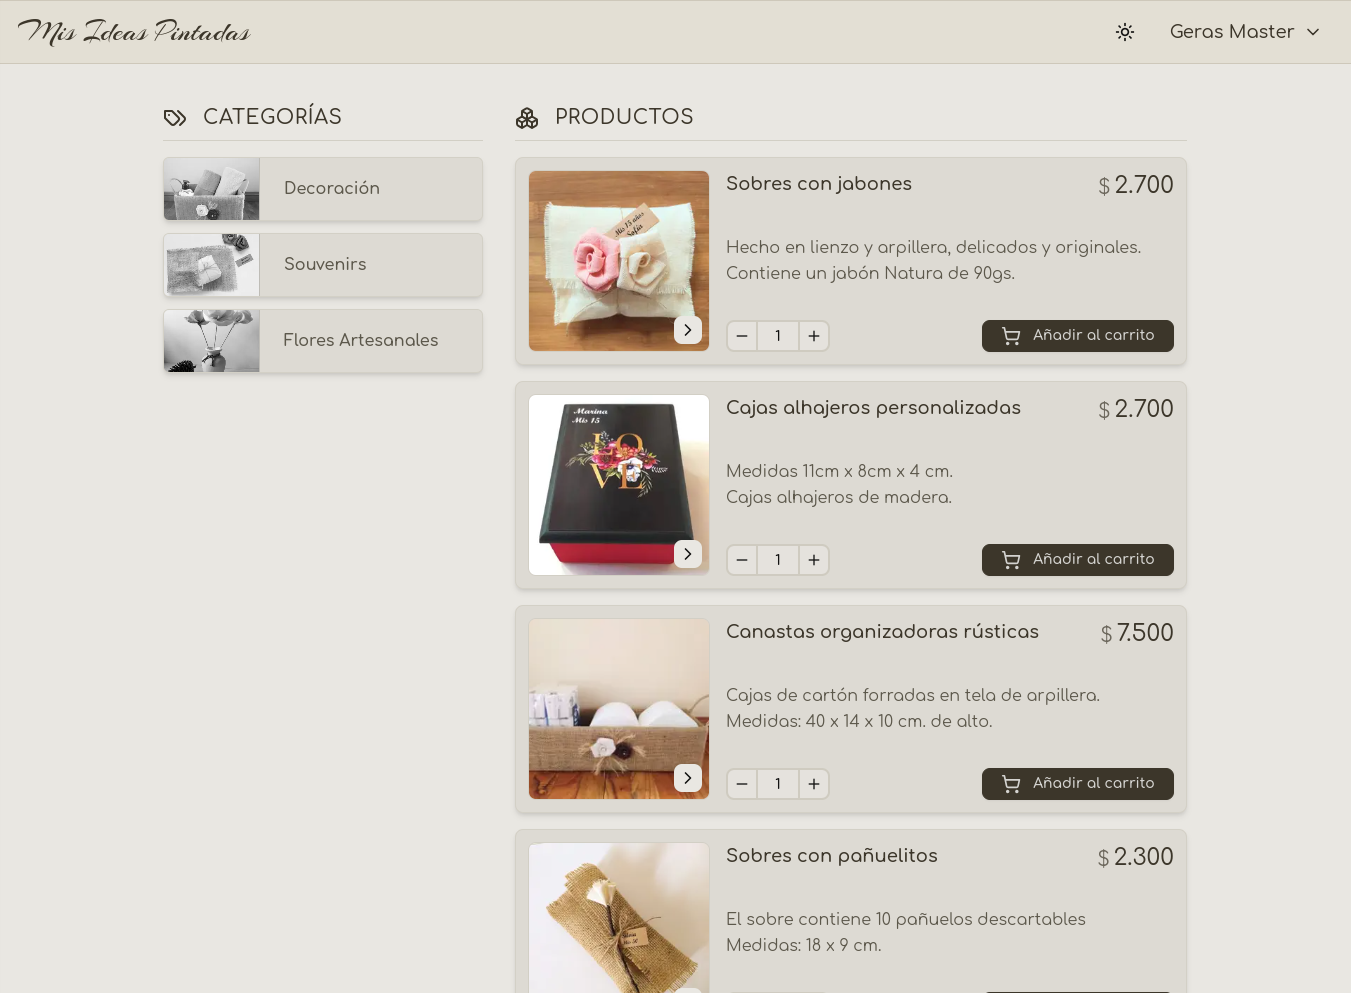 Mis Ideas Pintadas
Geras Master
CATEGORÍAS
Decoración
Souvenirs
Flores Artesanales
PRODUCTOS
Mis 15 años
Sofía
Sobres con jabones
$ 2.700
Hecho en lienzo y arpillera, delicados y originales.
Contiene un jabón Natura de 90gs.
1
Añadir al carrito
Marina
Mis 15
LO
VE
Cajas alhajeros personalizadas
$ 2.700
Medidas 11cm x 8cm x 4 cm.
Cajas alhajeros de madera.
1
Añadir al carrito
Canastas organizadoras rústicas
$ 7.500
Cajas de cartón forradas en tela de arpillera.
Medidas: 40 x 14 x 10 cm. de alto.
1
Añadir al carrito
Sobres con pañuelitos
$ 2.300
El sobre contiene 10 pañuelos descartables
Medidas: 18 x 9 cm.